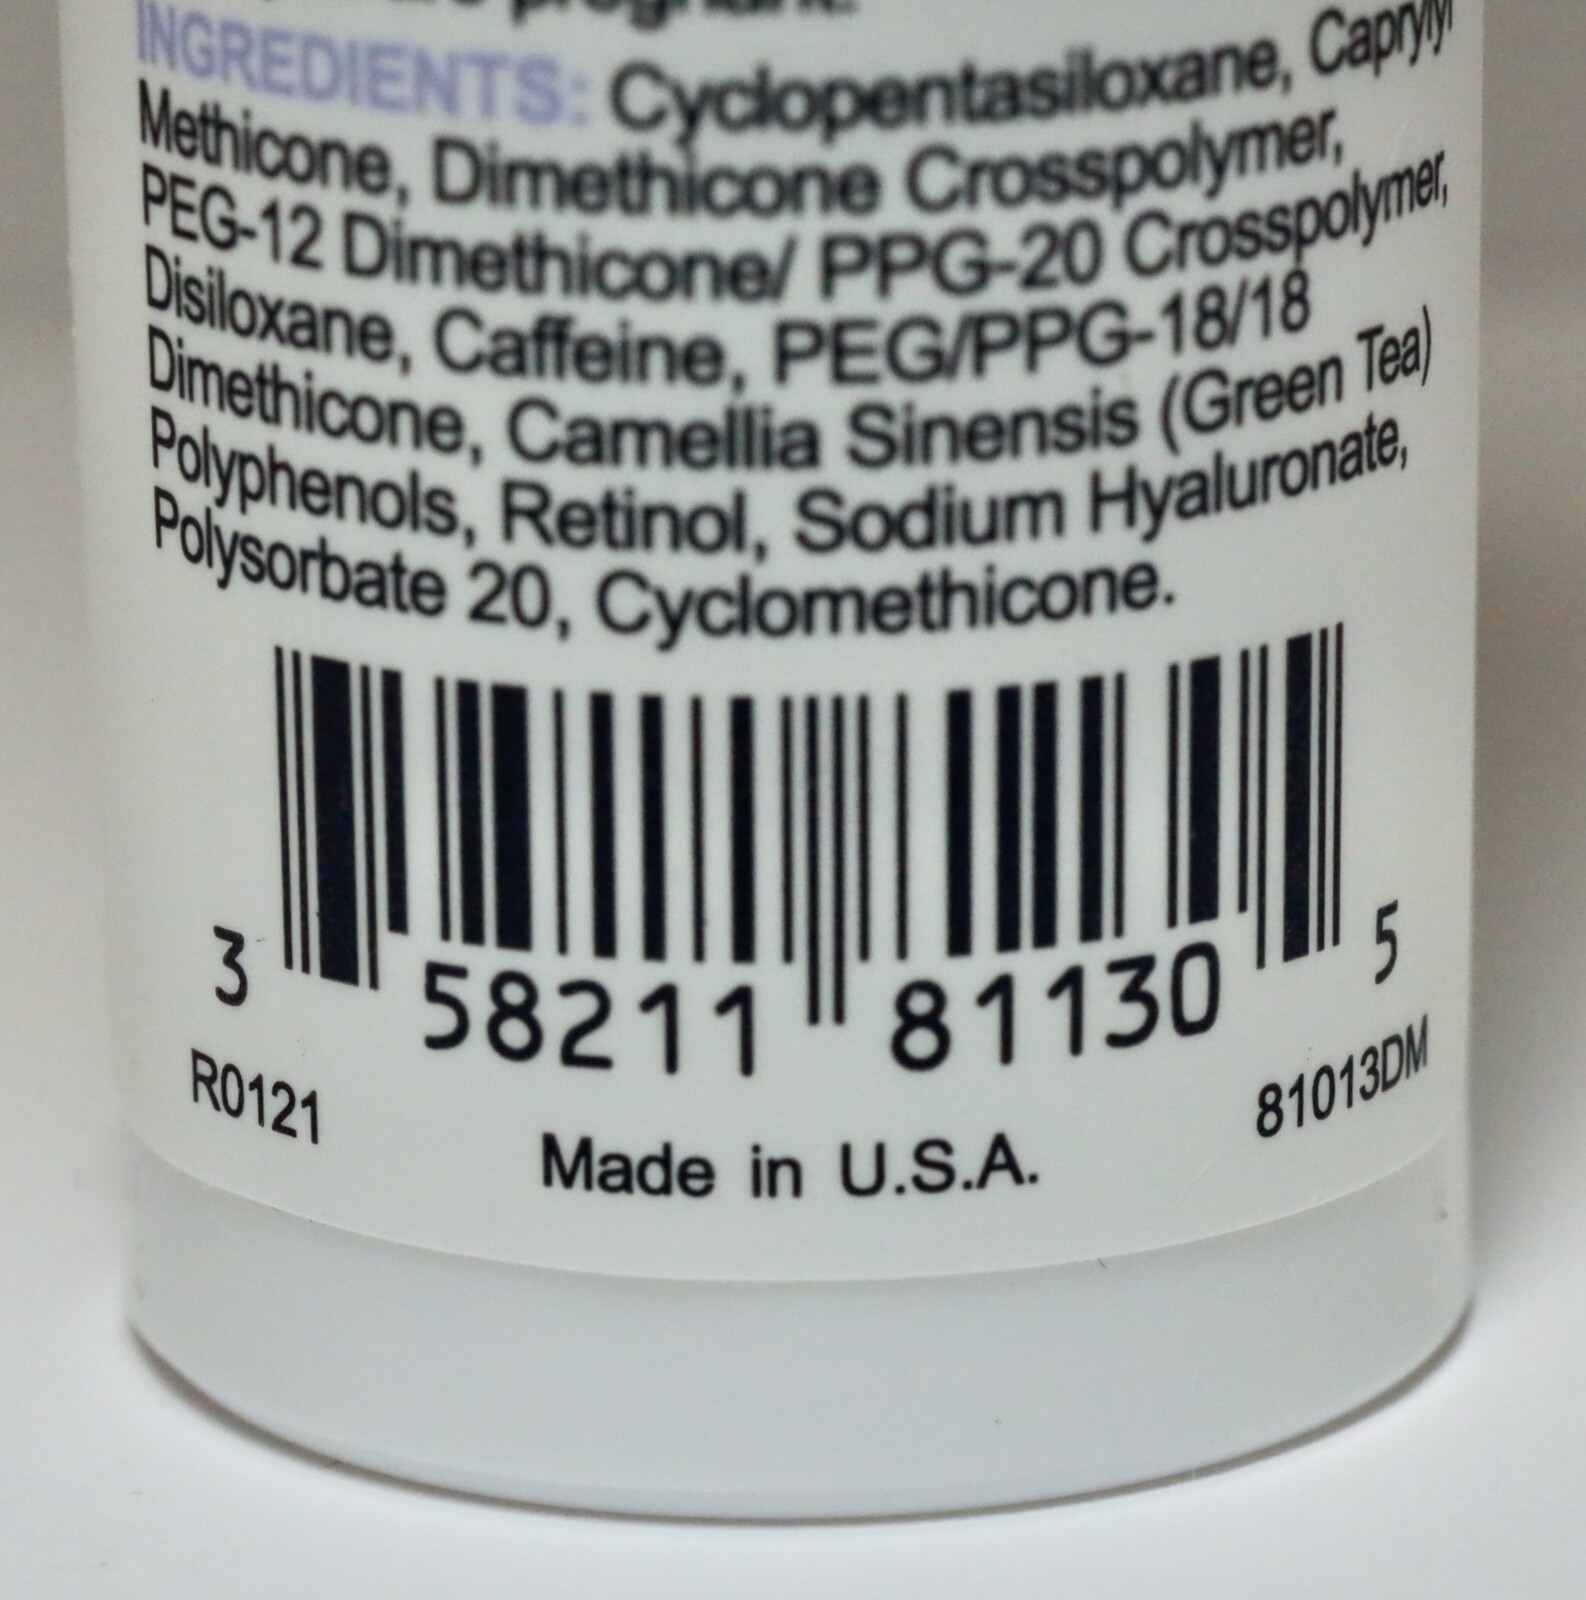 pregnant.
INGREDIENTS: Cyclopentasiloxane, Caprylyl
Methicone, Dimethicone Crosspolymer,
PEG-12 Dimethicone/ PPG-20 Crosspolymer,
Disiloxane, Caffeine, PEG/PPG-18/18
Dimethicone, Camellia Sinensis (Green Tea)
Polyphenols, Retinol, Sodium Hyaluronate,
Polysorbate 20, Cyclomethicone.
3 58211 81130 5
R0121 81013DM
Made in U.S.A.